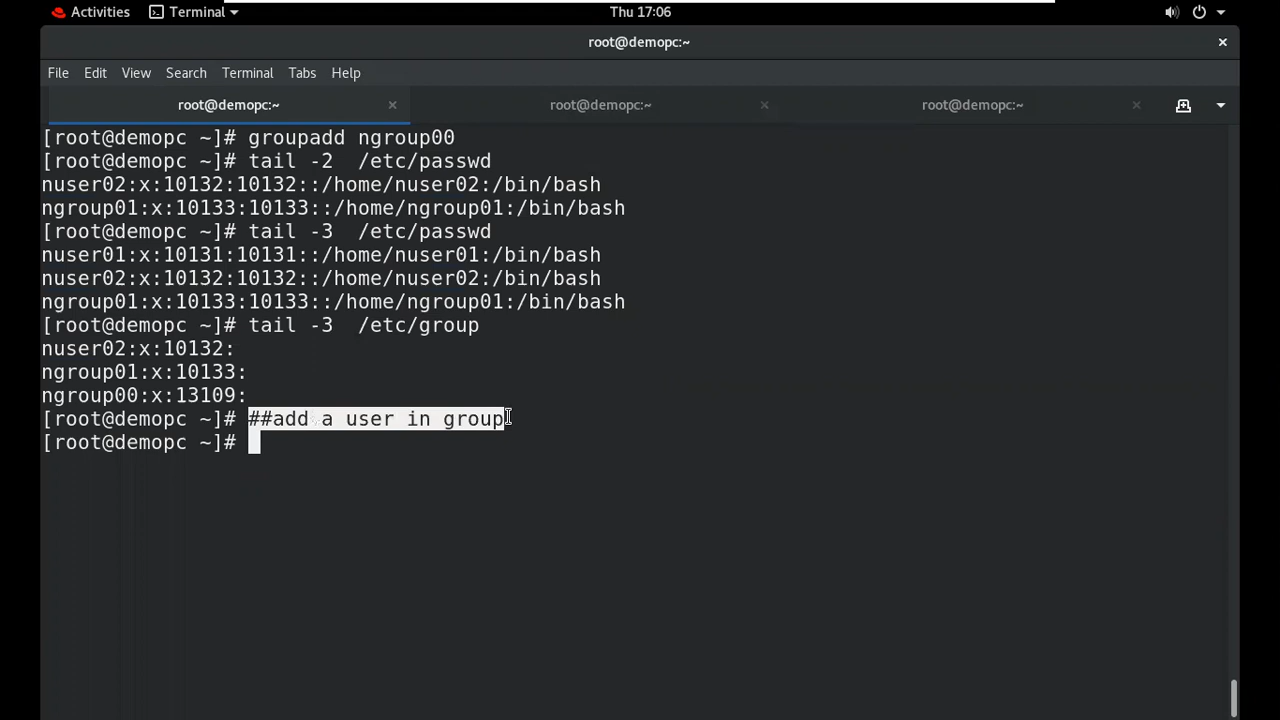 Activities Terminal Thu 17:06
root@demopc:~
File Edit View Search Terminal Tabs Help
root@demopc:~ root@demopc:~ root@demopc:~
[root@demopc ~]# groupadd ngroup00
[root@demopc ~]# tail -2  /etc/passwd
nuser02:x:10132:10132::/home/nuser02:/bin/bash
ngroup01:x:10133:10133::/home/ngroup01:/bin/bash
[root@demopc ~]# tail -3  /etc/passwd
nuser01:x:10131:10131::/home/nuser01:/bin/bash
nuser02:x:10132:10132::/home/nuser02:/bin/bash
ngroup01:x:10133:10133::/home/ngroup01:/bin/bash
[root@demopc ~]# tail -3  /etc/group
nuser02:x:10132:
ngroup01:x:10133:
ngroup00:x:13109:
[root@demopc ~]# ##add a user in group
[root@demopc ~]#